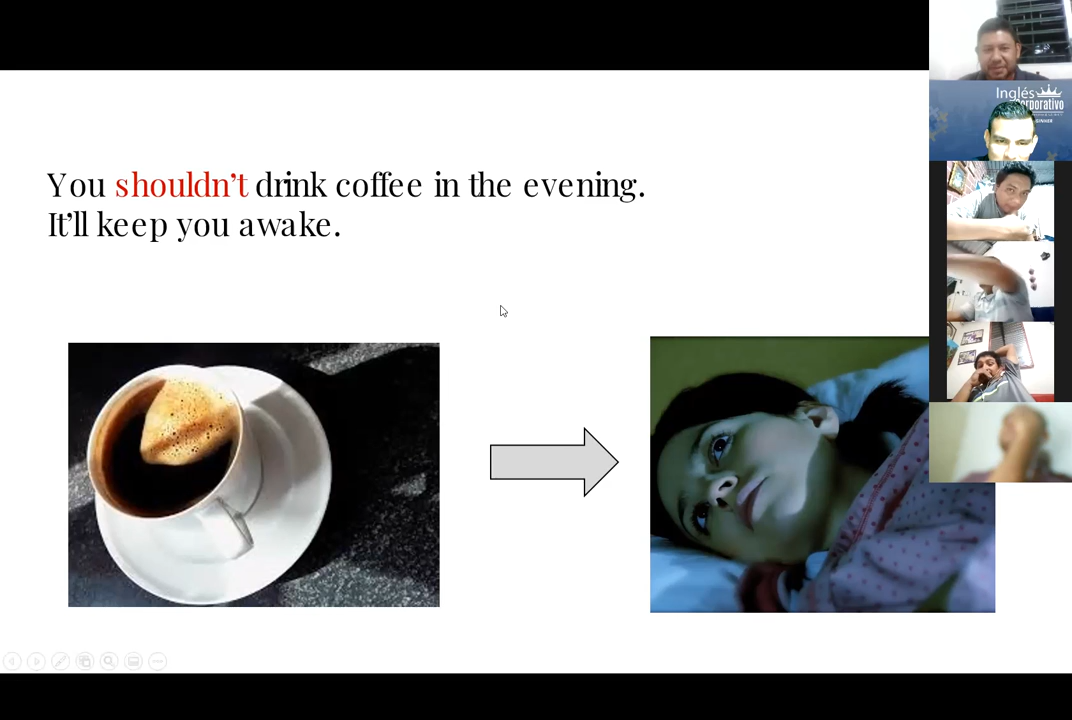 You shouldn't drink coffee in the evening.
It'll keep you awake.
Inglés
Corporativo